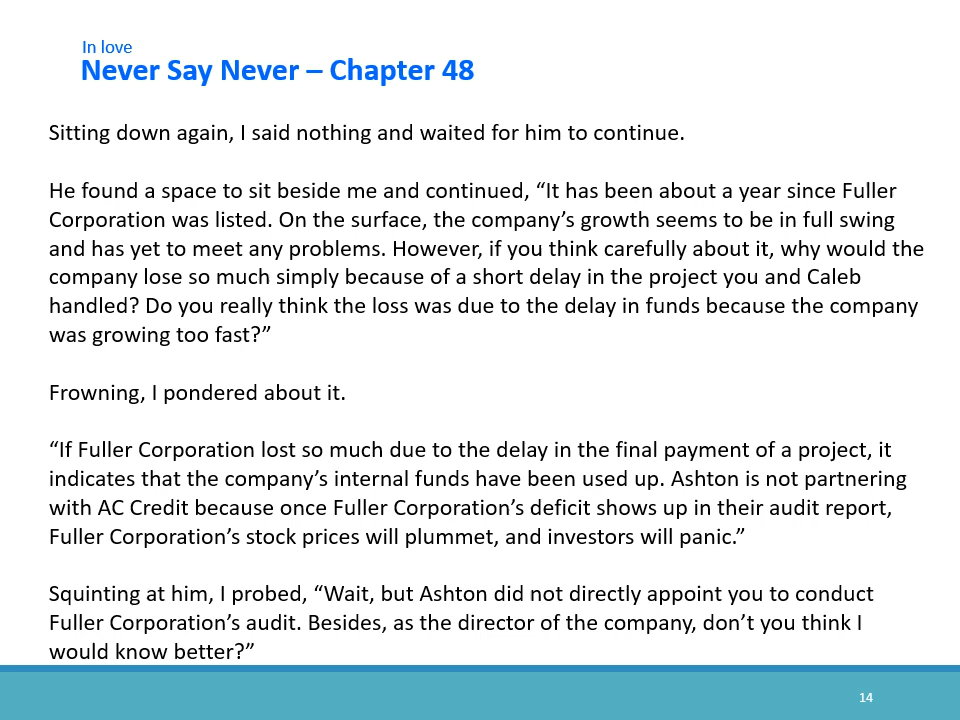 In love
Never Say Never – Chapter 48
Sitting down again, I said nothing and waited for him to continue.
He found a space to sit beside me and continued, “It has been about a year since Fuller
Corporation was listed. On the surface, the company’s growth seems to be in full swing
and has yet to meet any problems. However, if you think carefully about it, why would the
company lose so much simply because of a short delay in the project you and Caleb
handled? Do you really think the loss was due to the delay in funds because the company
was growing too fast?”
Frowning, I pondered about it.
“If Fuller Corporation lost so much due to the delay in the final payment of a project, it
indicates that the company’s internal funds have been used up. Ashton is not partnering
with AC Credit because once Fuller Corporation’s deficit shows up in their audit report,
Fuller Corporation’s stock prices will plummet, and investors will panic.”
Squinting at him, I probed, “Wait, but Ashton did not directly appoint you to conduct
Fuller Corporation’s audit. Besides, as the director of the company, don’t you think I
would know better?”
14